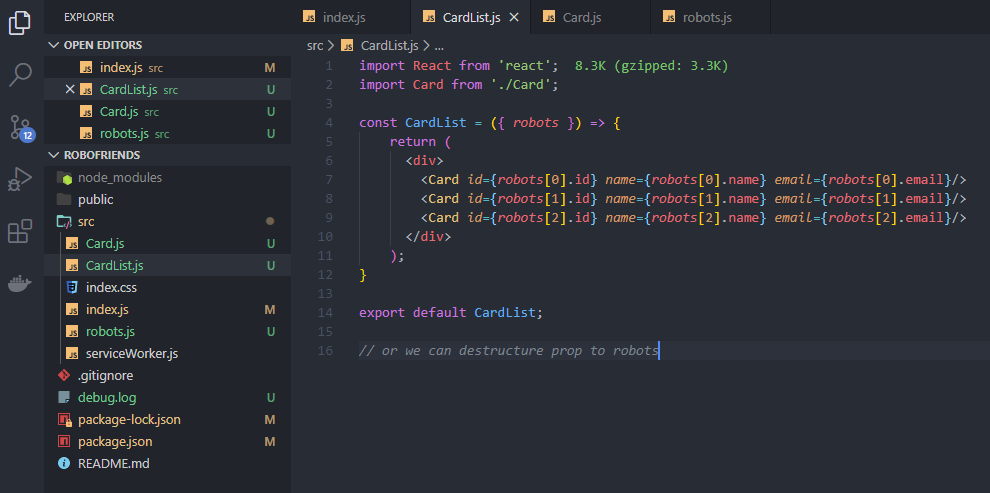 EXPLORER
OPEN EDITORS
JS index.js src M
JS CardList.js src U
JS Card.js src U
JS robots.js src U
12
ROBOFRIENDS
node_modules
public
src
JS Card.js U
JS CardList.js U
index.css
JS index.js M
JS robots.js U
JS serviceWorker.js
.gitignore
debug.log U
package-lock.json M
package.json M
README.md
JS index.js JS CardList.js JS Card.js JS robots.js
src > JS CardList.js > ...
1 import React from 'react'; 8.3K (gzipped: 3.3K)
2 import Card from './Card';
3
4 const CardList = ({ robots }) => {
5 return (
6 <div>
7 <Card id={robots[0].id} name={robots[0].name} email={robots[0].email}/>
8 <Card id={robots[1].id} name={robots[1].name} email={robots[1].email}/>
9 <Card id={robots[2].id} name={robots[2].name} email={robots[2].email}/>
10 </div>
11 );
12 }
13
14 export default CardList;
15
16 // or we can destructure prop to robots